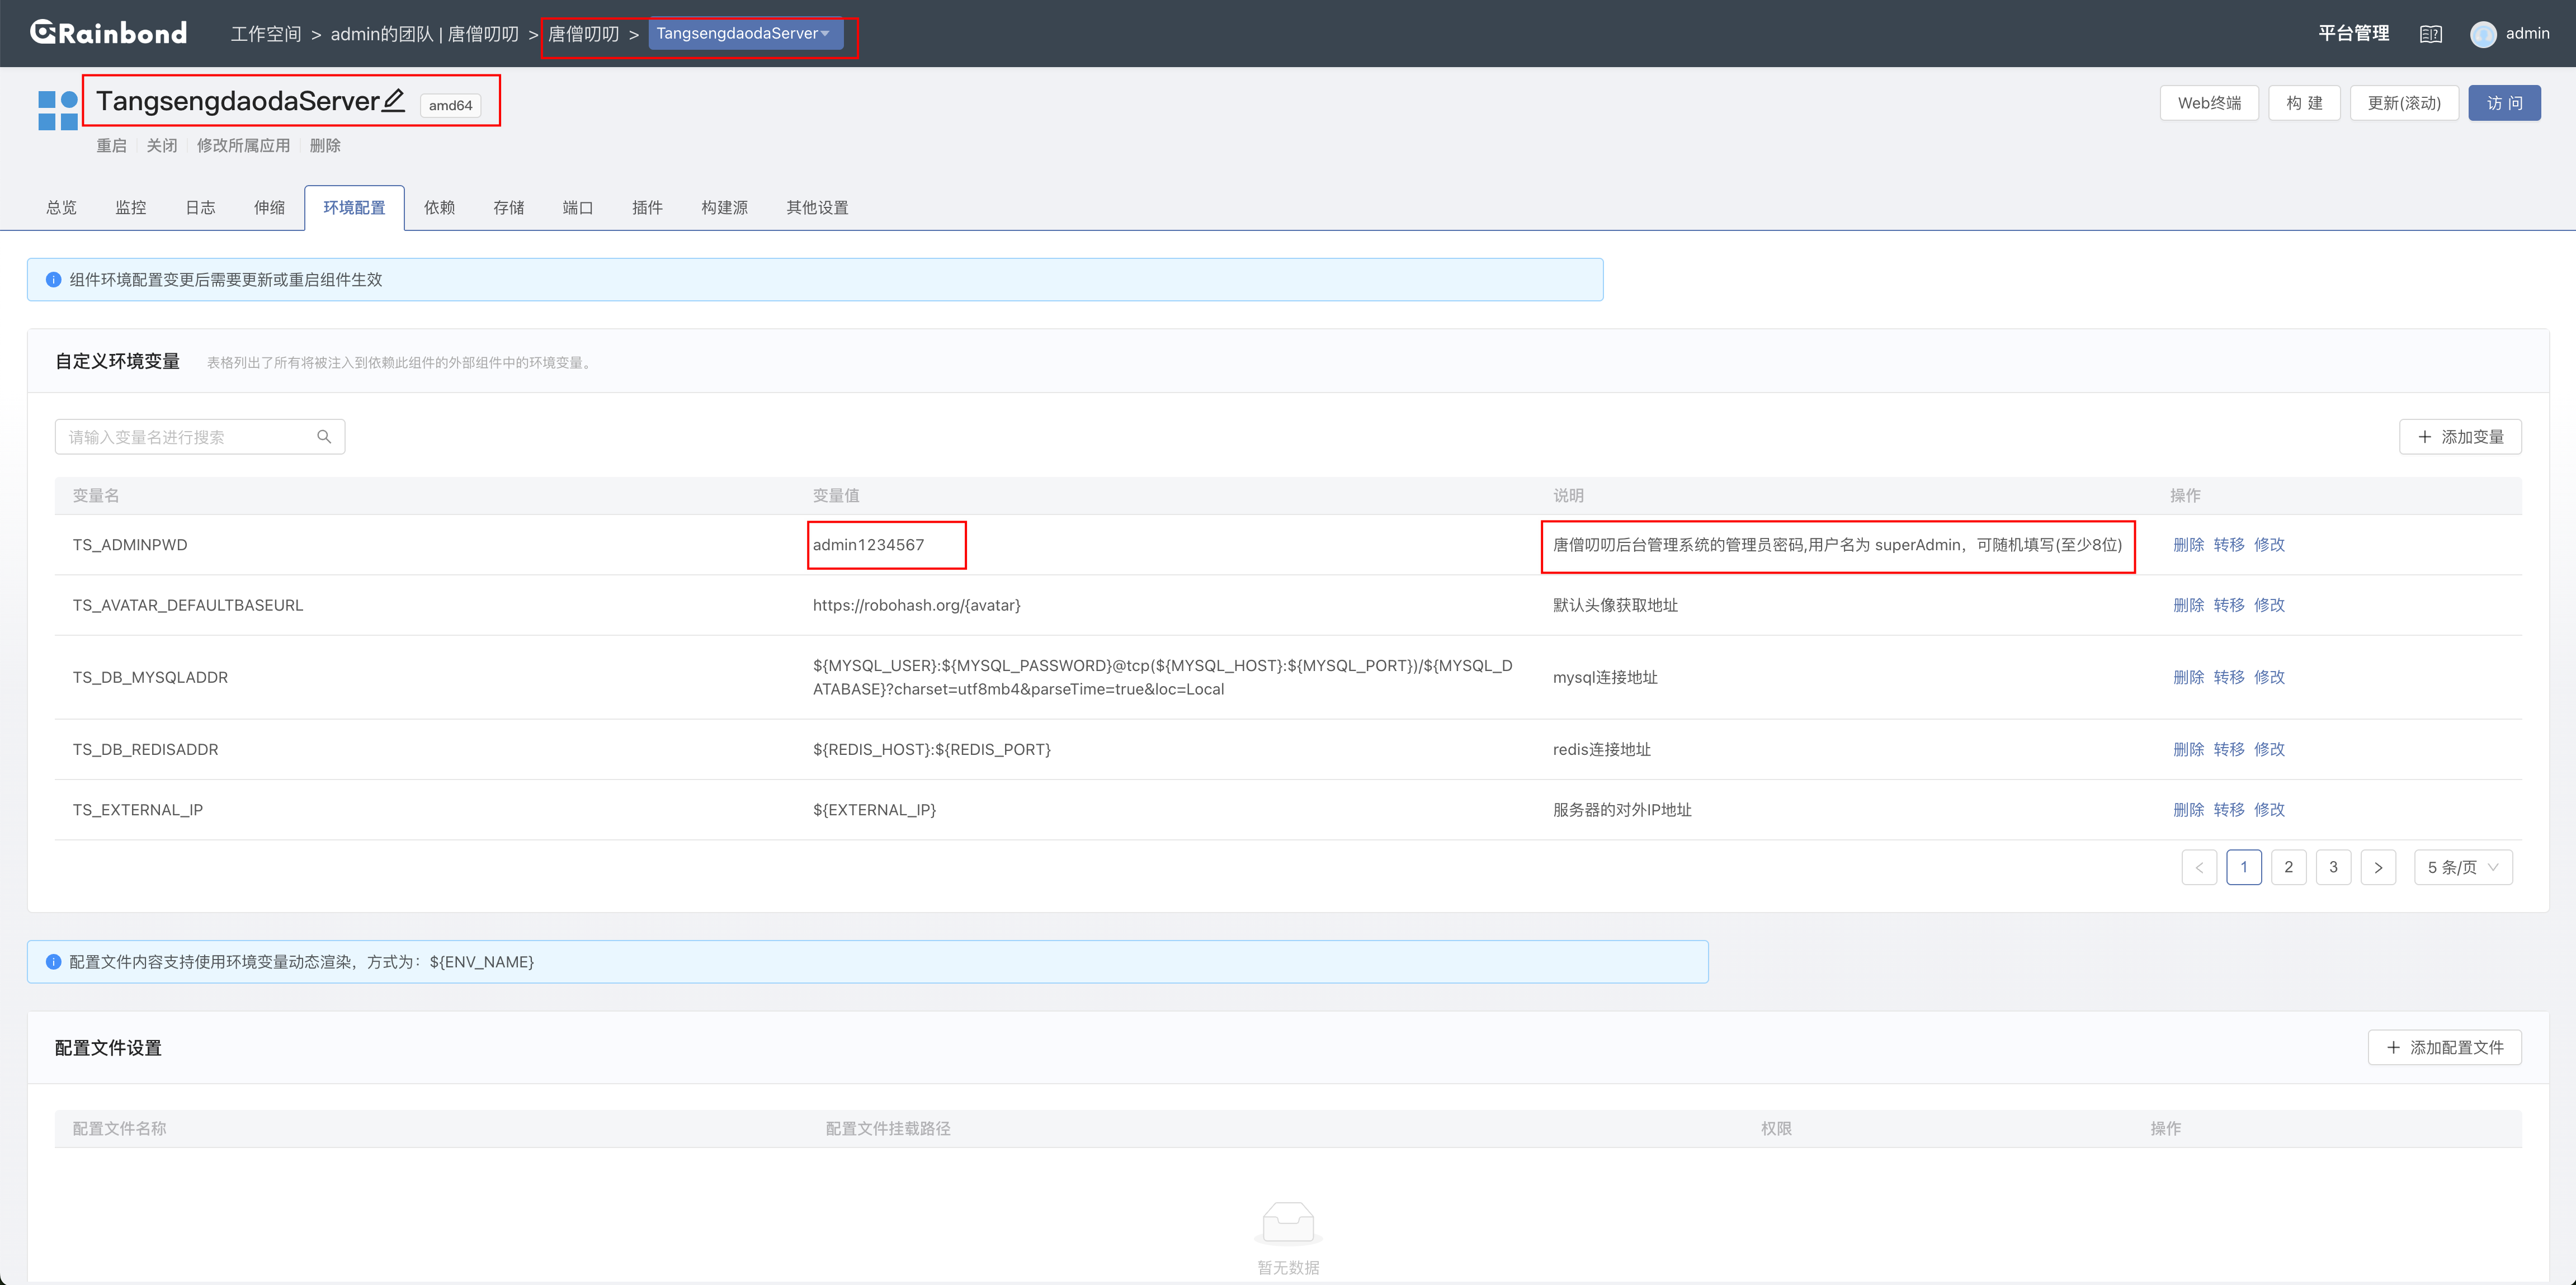 Rainbond
工作空间 > admin的团队 | 唐僧叨叨 > 唐僧叨叨 > TangsengdaodaServer
平台管理 admin
TangsengdaodaServer amd64
Web终端 构 建 更新(滚动) 访 问
重启 关闭 修改所属应用 删除
总览 监控 日志 伸缩 环境配置 依赖 存储 端口 插件 构建源 其他设置
组件环境配置变更后需要更新或重启组件生效
自定义环境变量 表格列出了所有将被注入到依赖此组件的外部组件中的环境变量。
请输入变量名进行搜索 添加变量
变量名 变量值 说明 操作
TS_ADMINPWD admin1234567 唐僧叨叨后台管理系统的管理员密码,用户名为 superAdmin，可随机填写(至少8位) 删除 转移 修改
TS_AVATAR_DEFAULTBASEURL https://robohash.org/{avatar} 默认头像获取地址 删除 转移 修改
TS_DB_MYSQLADDR ${MYSQL_USER}:${MYSQL_PASSWORD}@tcp(${MYSQL_HOST}:${MYSQL_PORT})/${MYSQL_D
ATABASE}?charset=utf8mb4&parseTime=true&loc=Local mysql连接地址 删除 转移 修改
TS_DB_REDISADDR ${REDIS_HOST}:${REDIS_PORT} redis连接地址 删除 转移 修改
TS_EXTERNAL_IP ${EXTERNAL_IP} 服务器的对外IP地址 删除 转移 修改
< 1 2 3 > 5 条/页
配置文件内容支持使用环境变量动态渲染，方式为：${ENV_NAME}
配置文件设置 添加配置文件
配置文件名称 配置文件挂载路径 权限 操作
暂无数据